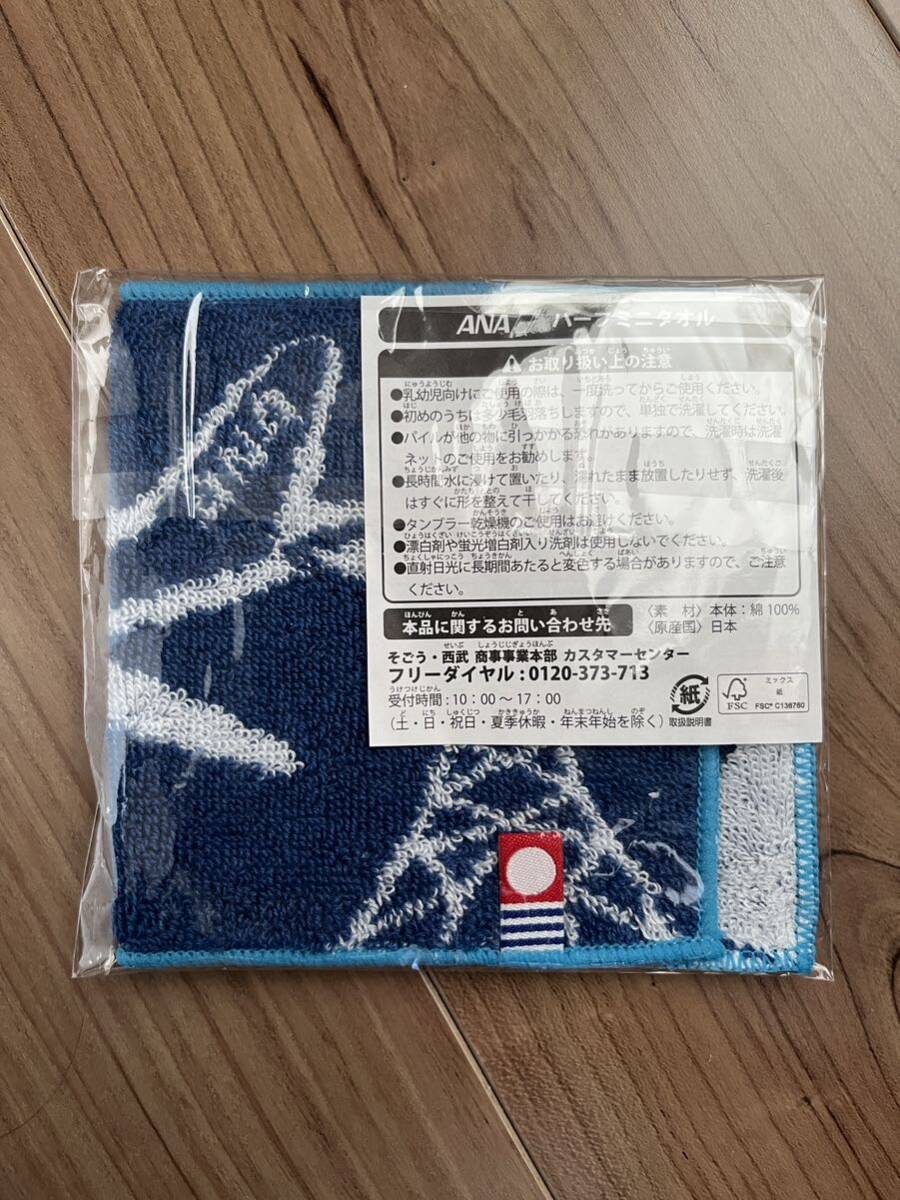 ANA ハーフミニタオル
お取り扱い上の注意
●乳幼児向けにご使用の際は、一度洗ってからご使用ください。
●初めのうちは多少毛羽落ちしますので、単独で洗濯してください。
●パイルが他の物に引っかかる恐れがありますので、洗濯時は洗濯
ネットのご使用をお勧めします。
●長時間水に浸けて置いたり、濡れたまま放置したりせず、洗濯後
はすぐに形を整えて干してください。
●タンブラー乾燥機のご使用はお避けください。
●漂白剤や蛍光増白剤入り洗剤は使用しないでください。
●直射日光に長期間あたると変色する場合がありますので、ご注意
ください。
本品に関するお問い合わせ先
〈素 材〉本体:綿100%
〈原産国〉日本
そごう・西武 商事事業本部 カスタマーセンター
フリーダイヤル:0120-373-713
受付時間:10:00~17:00
(土・日・祝日・夏季休暇・年末年始を除く)
紙
取扱説明書
FSC
ミックス
紙
FSC® C136760